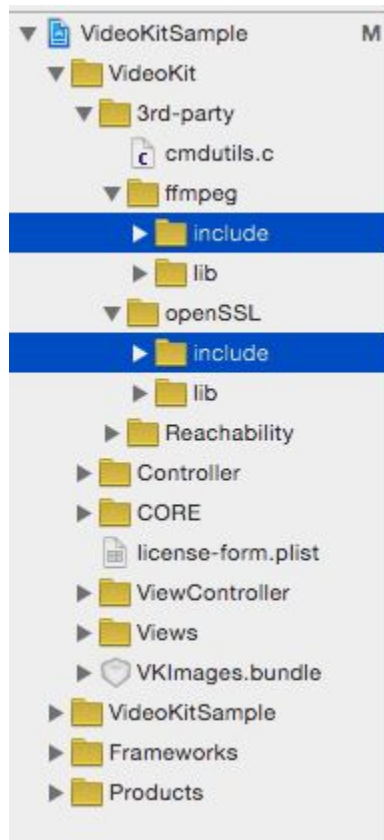 VideoKitSample M
VideoKit
3rd-party
c cmdutils.c
ffmpeg
include
lib
openSSL
include
lib
Reachability
Controller
CORE
license-form.plist
ViewController
Views
VKImages.bundle
VideoKitSample
Frameworks
Products